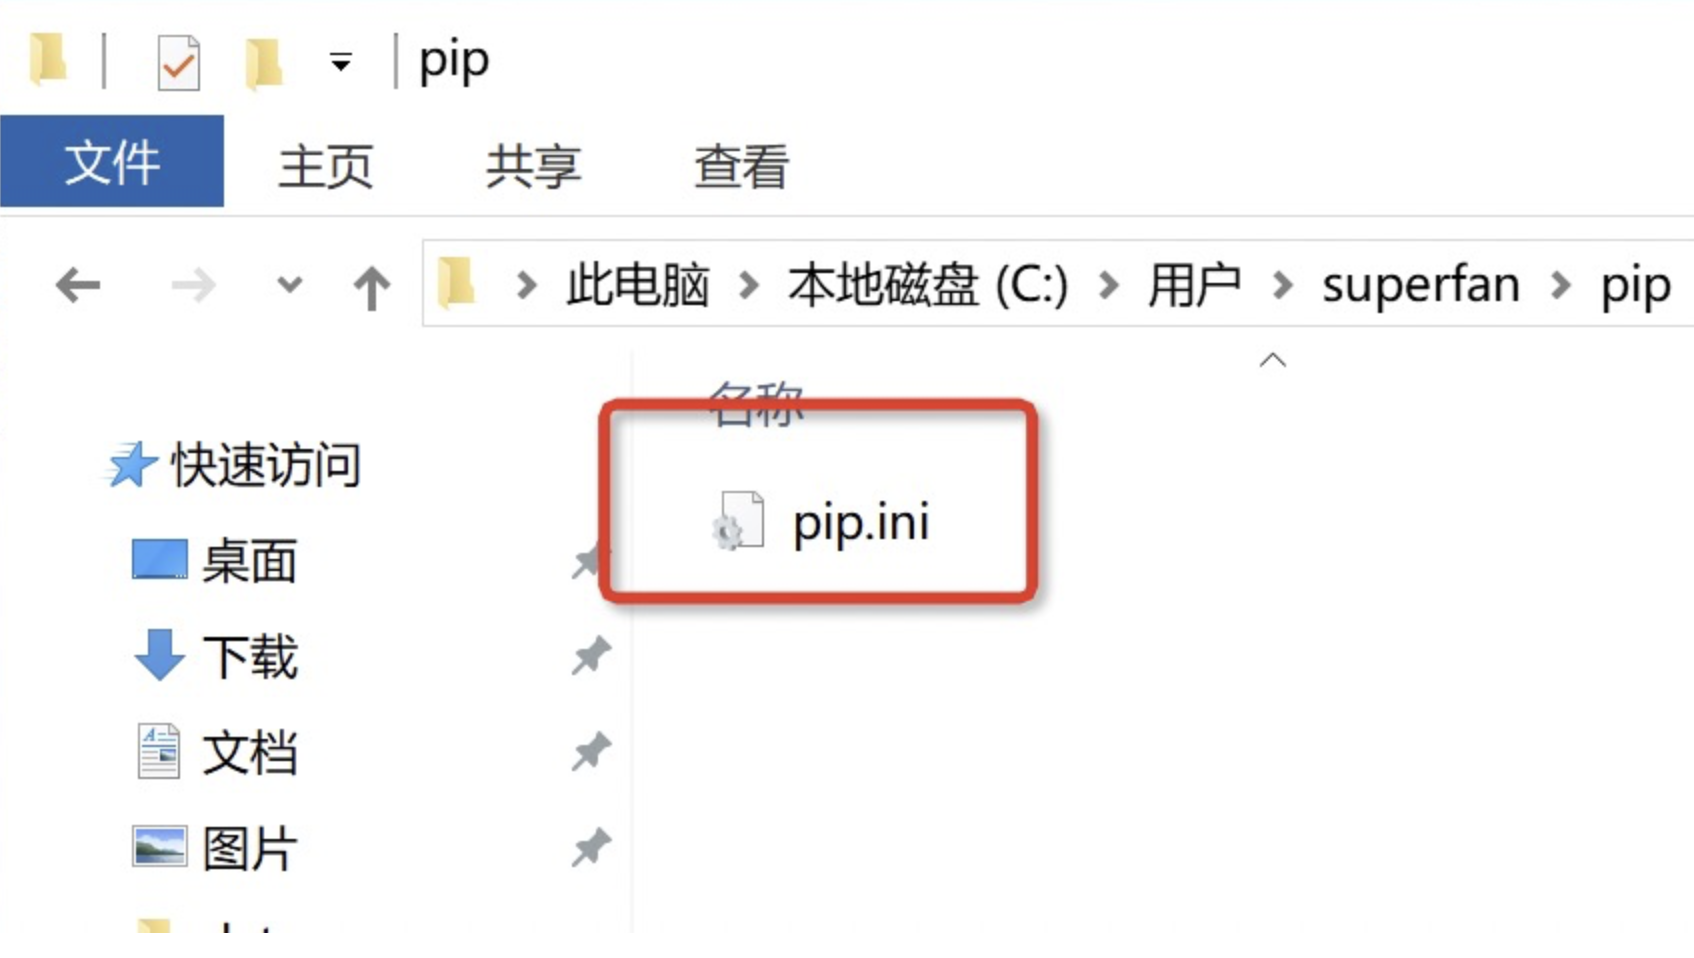 pip
文件 主页 共享 查看
此电脑 > 本地磁盘 (C:) > 用户 > superfan > pip
名称
快速访问
pip.ini
桌面
下载
文档
图片